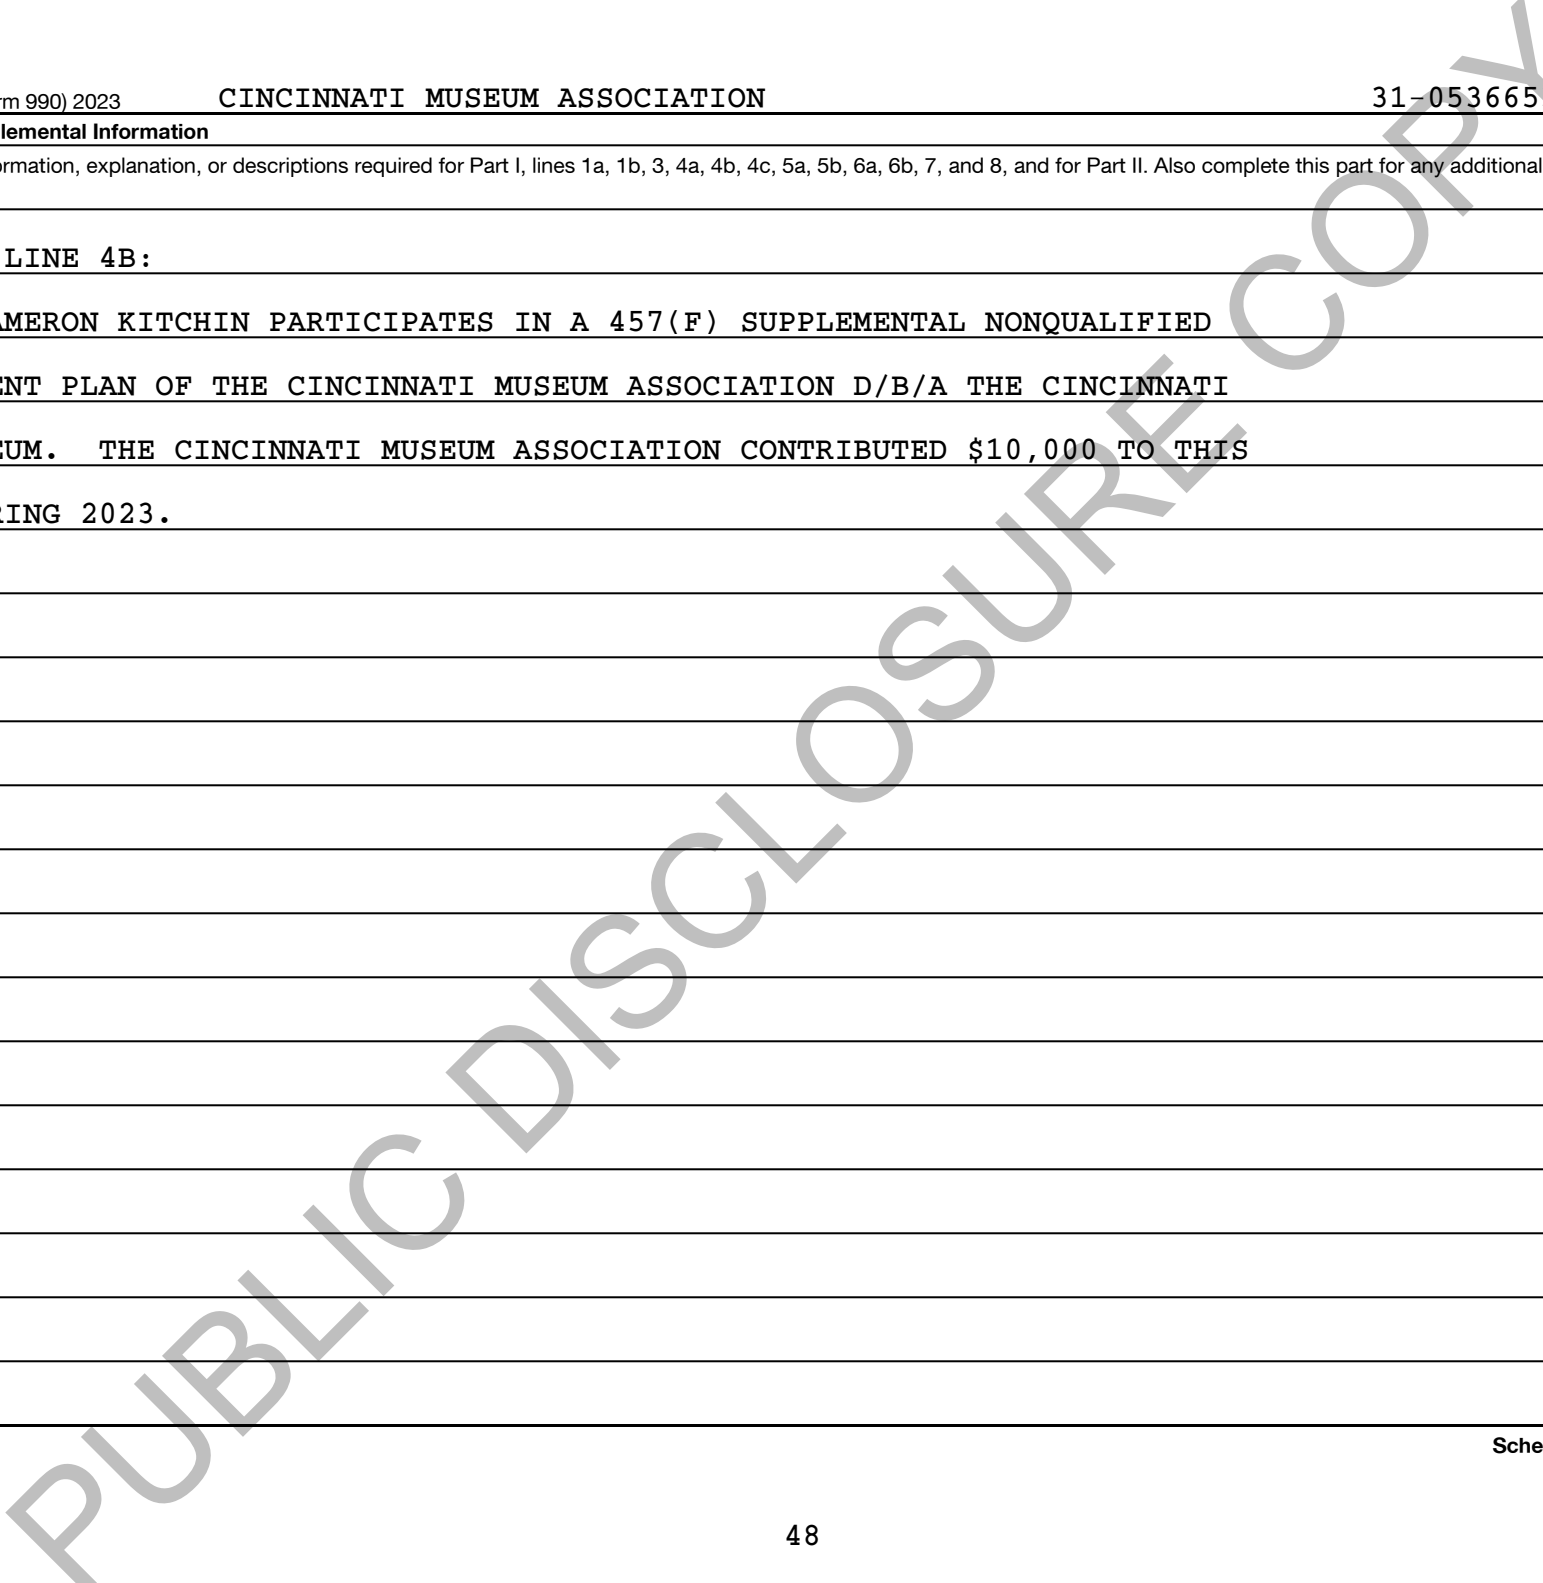 rm 990) 2023 CINCINNATI MUSEUM ASSOCIATION 31-053665
lemental Information
ormation, explanation, or descriptions required for Part I, lines 1a, 1b, 3, 4a, 4b, 4c, 5a, 5b, 6a, 6b, 7, and 8, and for Part II. Also complete this part for any additional
LINE 4B:
AMERON KITCHIN PARTICIPATES IN A 457(F) SUPPLEMENTAL NONQUALIFIED
ENT PLAN OF THE CINCINNATI MUSEUM ASSOCIATION D/B/A THE CINCINNATI
EUM. THE CINCINNATI MUSEUM ASSOCIATION CONTRIBUTED $10,000 TO THIS
RING 2023.
Sche
48
PUBLIC DISCLOSURE COPY